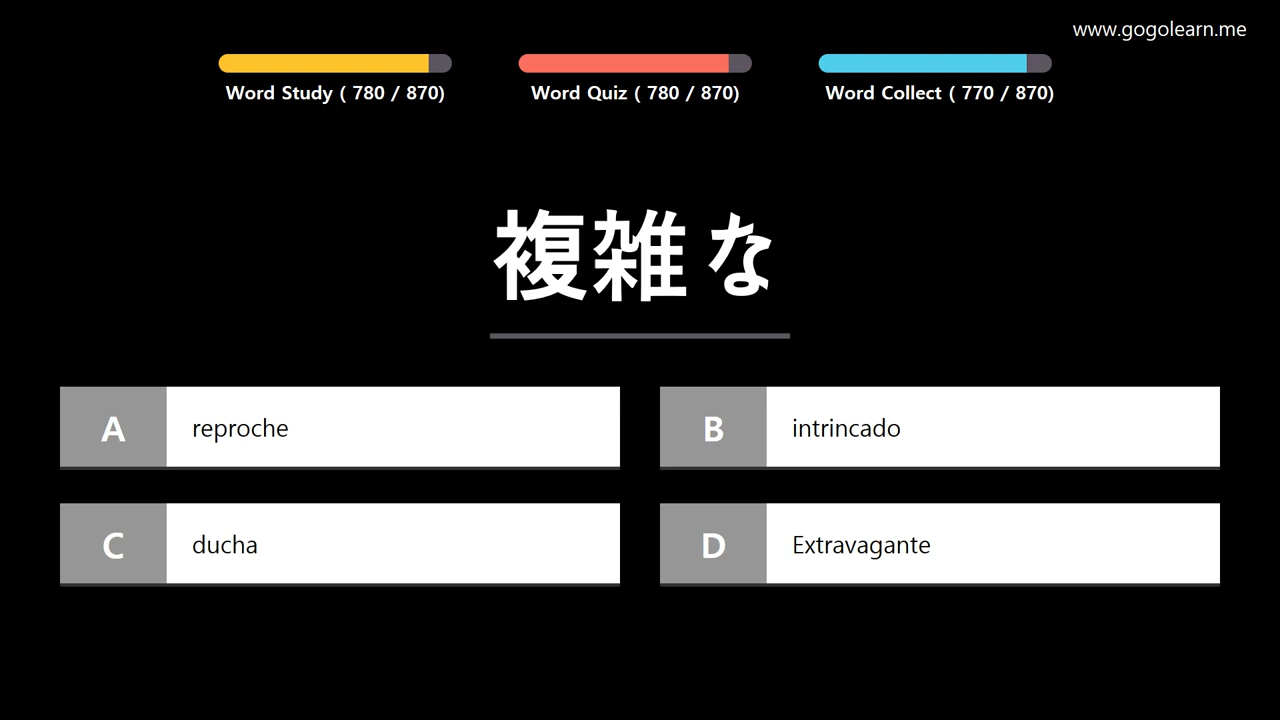 www.gogolearn.me
Word Study ( 780 / 870)
Word Quiz ( 780 / 870)
Word Collect ( 770 / 870)
複雑な
A reproche
B intrincado
C ducha
D Extravagante